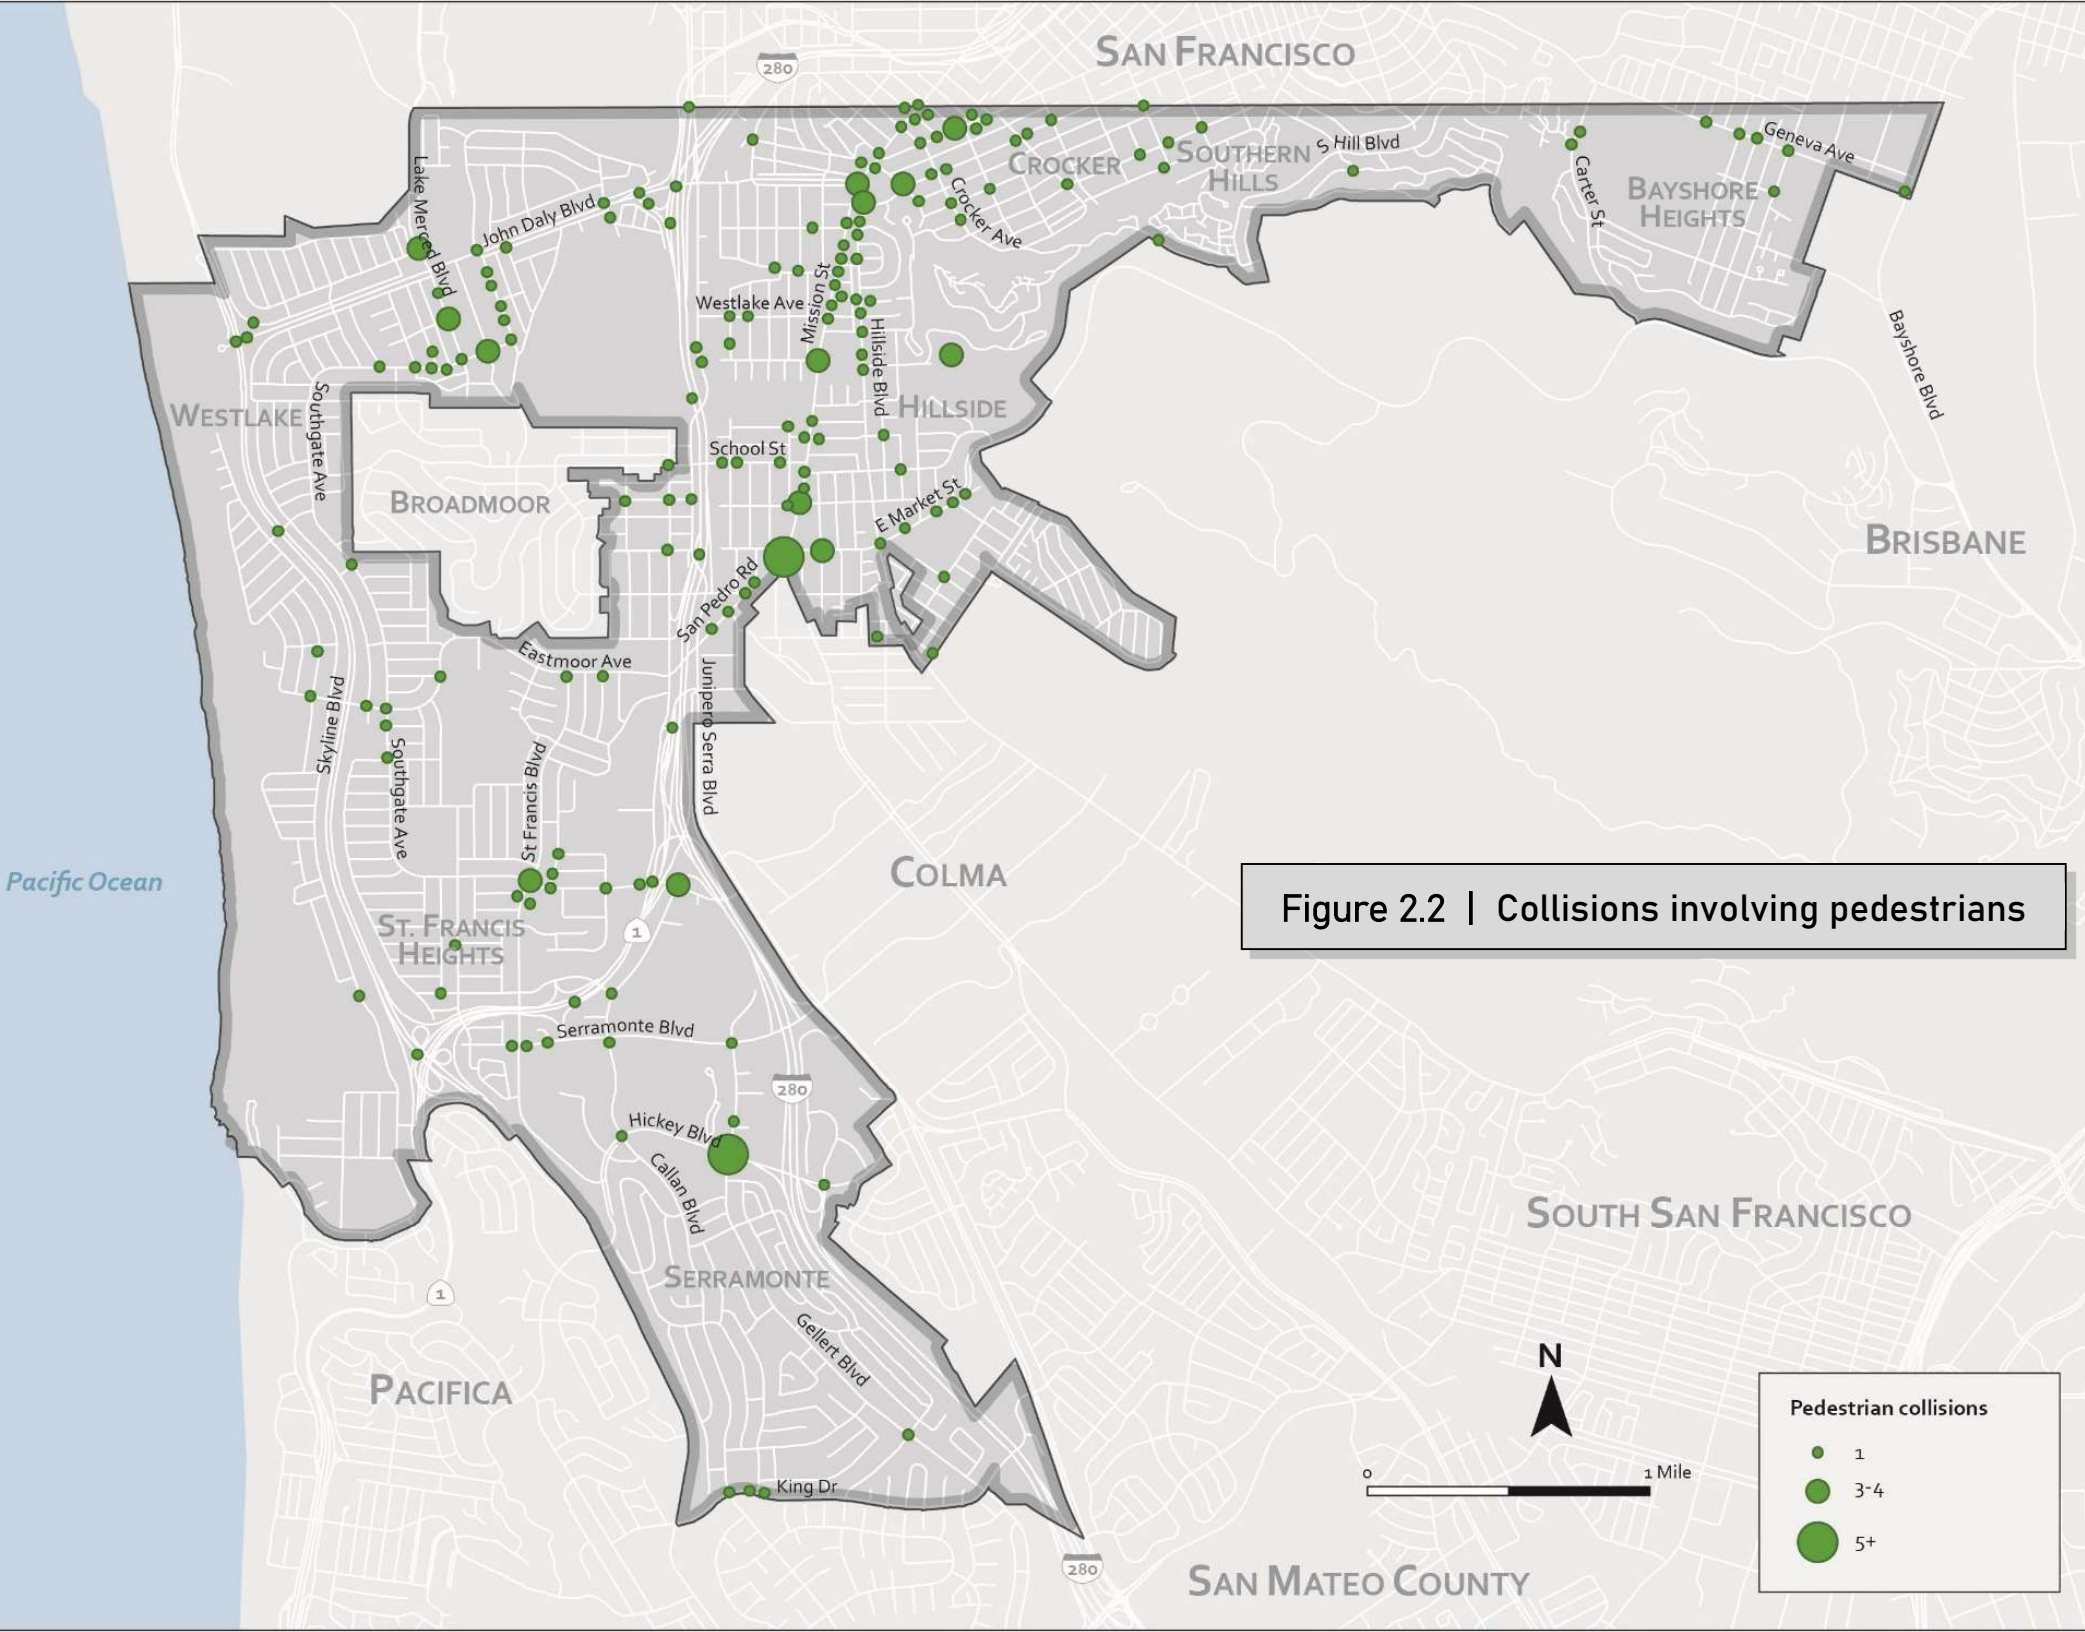 SAN FRANCISCO
280
Lake Merced Blvd
John Daly Blvd
CROCKER
SOUTHERN
HILLS
S Hill Blvd
Geneva Ave
Carter St
BAYSHORE
HEIGHTS
Crocker Ave
Westlake Ave
Mission St
Hillside Blvd
Bayshore Blvd
WESTLAKE
Southgate Ave
HILLSIDE
School St
BROADMOOR
E Market St
BRISBANE
San Pedro Rd
Eastmoor Ave
Junipero Serra Blvd
Skyline Blvd
Southgate Ave
St Francis Blvd
Pacific Ocean
COLMA
Figure 2.2 | Collisions involving pedestrians
ST. FRANCIS
HEIGHTS
1
Serramonte Blvd
280
Hickey Blvd
Callan Blvd
SOUTH SAN FRANCISCO
SERRAMONTE
1
Gellert Blvd
PACIFICA
N
0
1 Mile
King Dr
Pedestrian collisions
1
3-4
5+
280
SAN MATEO COUNTY